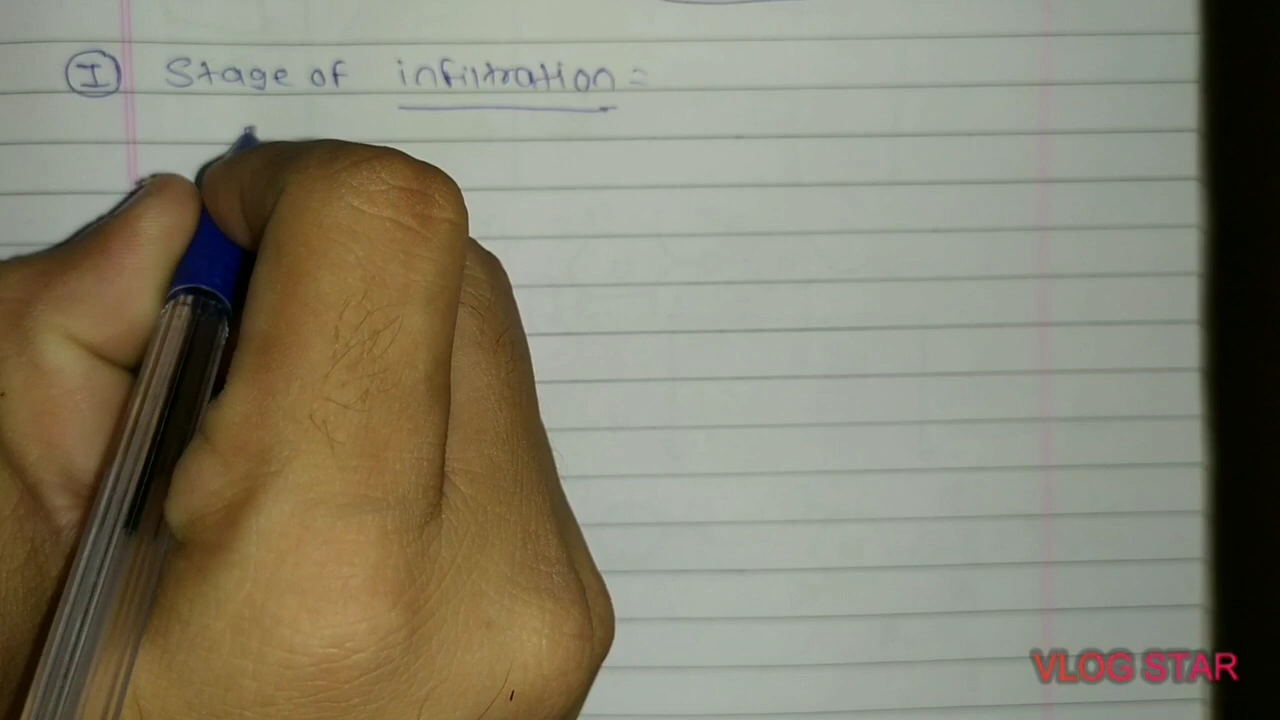 I Stage of infiltration =
VLOG STAR